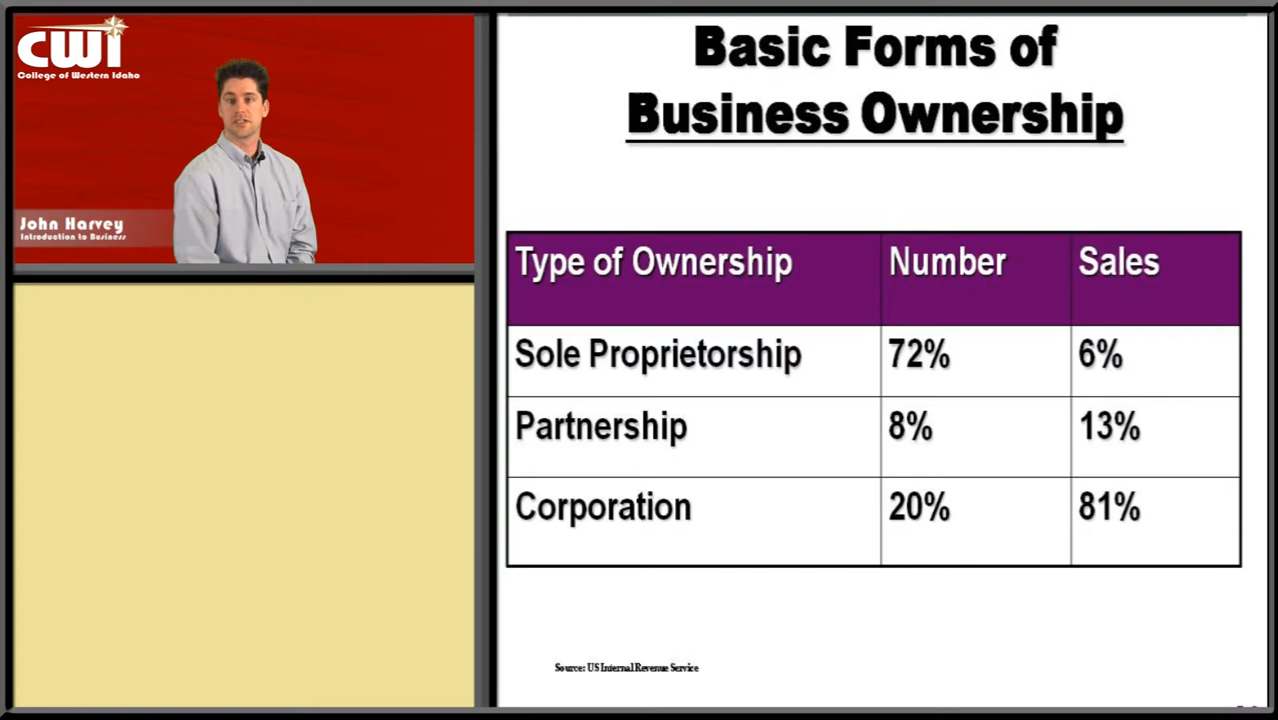 cwi
College of Western Idaho
John Harvey
Introduction to Business
Basic Forms of
Business Ownership
Type of Ownership Number Sales
Sole Proprietorship 72% 6%
Partnership 8% 13%
Corporation 20% 81%
Source: US Internal Revenue Service